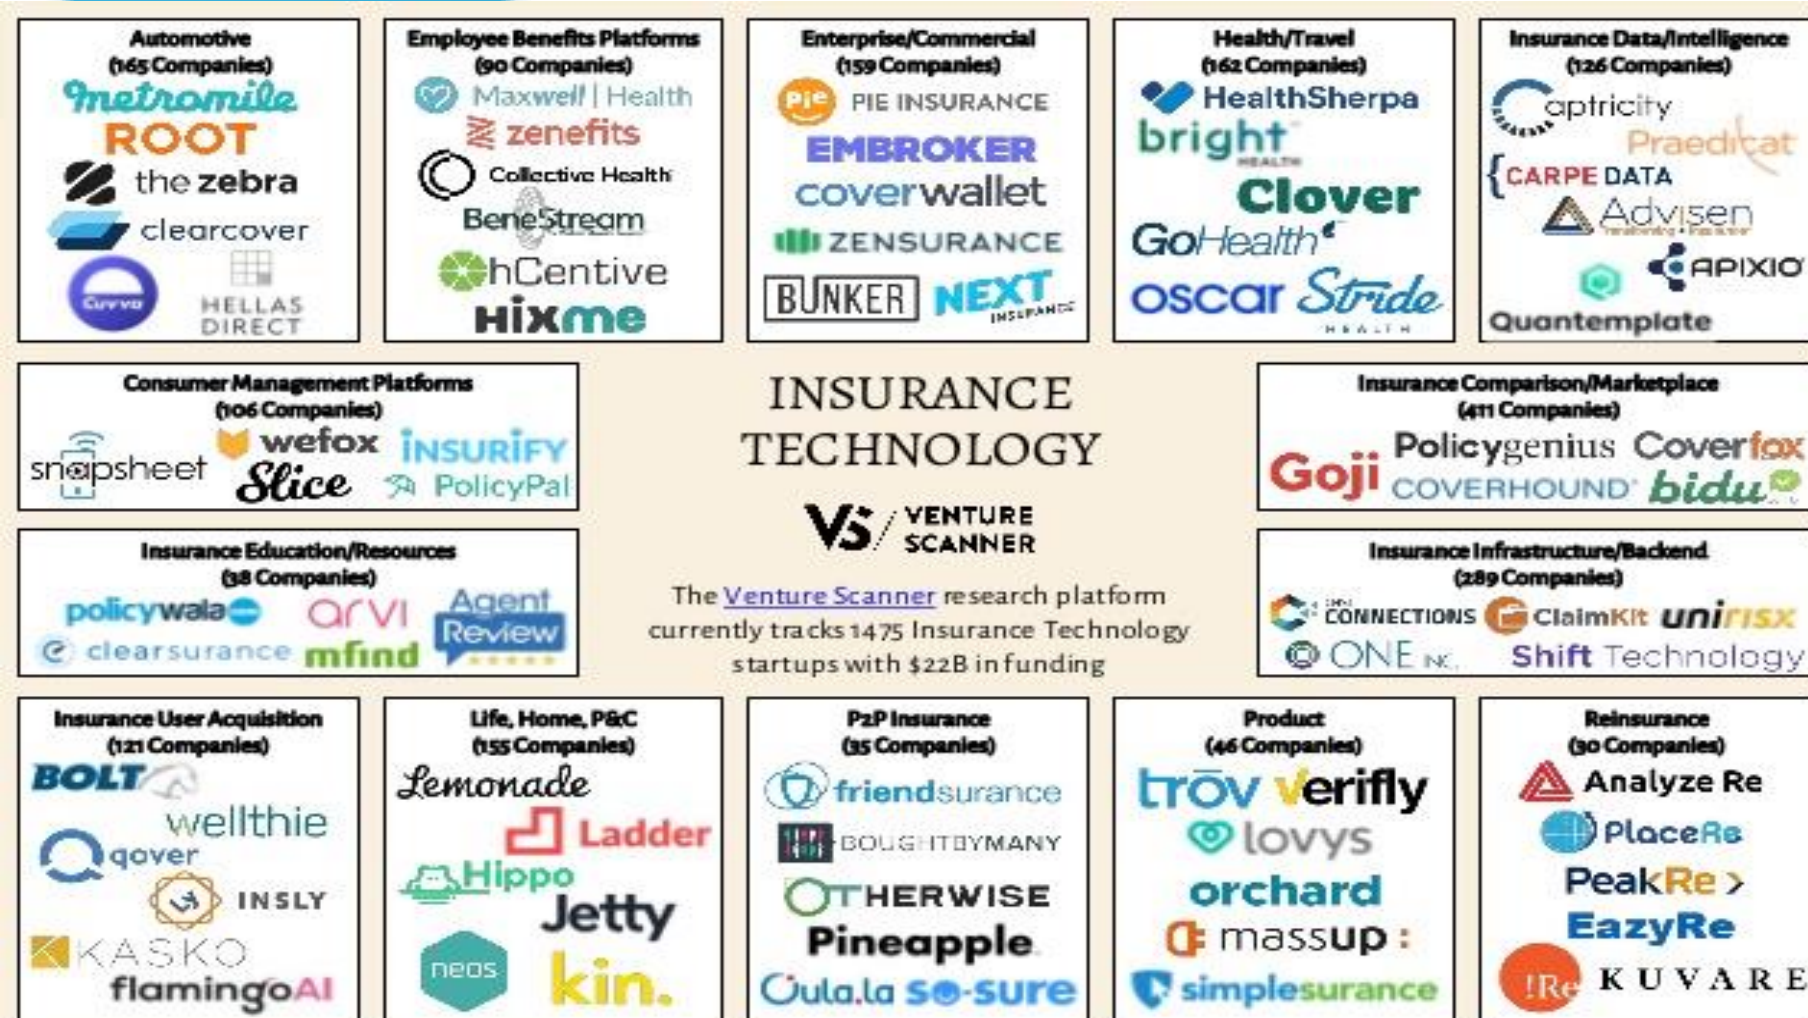 Automotive
(165 Companies)
metromile
ROOT
the zebra
clearcover
Cuvva
HELLAS
DIRECT
Employee Benefits Platforms
(90 Companies)
Maxwell | Health
zenefits
Collective Health
BeneStream
hCentive
Hixme
Enterprise/Commercial
(159 Companies)
Pie PIE INSURANCE
EMBROKER
coverwallet
ZENSURANCE
BUNKER
NEXT
INSURANCE
Health/Travel
(162 Companies)
HealthSherpa
bright
HEALTH
Clover
GoHealth
oscar
Stride
HEALTH
Insurance Data/Intelligence
(126 Companies)
Captricity
Praedicat
{CARPE DATA
Advisen
APIXIO
Quantemplate
Consumer Management Platforms
(106 Companies)
snapsheet
wefox
INSURIFY
Slice
PolicyPal
INSURANCE
TECHNOLOGY
VS/ VENTURE
SCANNER
The Venture Scanner research platform
currently tracks 1475 Insurance Technology
startups with $22B in funding
Insurance Comparison/Marketplace
(411 Companies)
Goji
Policygenius
Coverfox
COVERHOUND
bidu
Insurance Education/Resources
(38 Companies)
policywala
arvi
Agent
Review
clearsurance
mfind
Insurance Infrastructure/Backend
(289 Companies)
CONNECTIONS
ClaimKit
unirisx
ONE INC.
Shift Technology
Insurance User Acquisition
(121 Companies)
BOLT
wellthie
qover
INSLY
KASKO
flamingoAI
Life, Home, P&C
(155 Companies)
Lemonade
Ladder
Hippo
Jetty
neos
kin.
P2P Insurance
(35 Companies)
friendsurance
BOUGHTBYMANY
OTHERWISE
Pineapple
Oula.la
so-sure
Product
(46 Companies)
trōv
Verifly
lovys
orchard
massup:
simplesurance
Reinsurance
(30 Companies)
Analyze Re
PlaceRe
PeakRe >
EazyRe
!Re
KUVARE